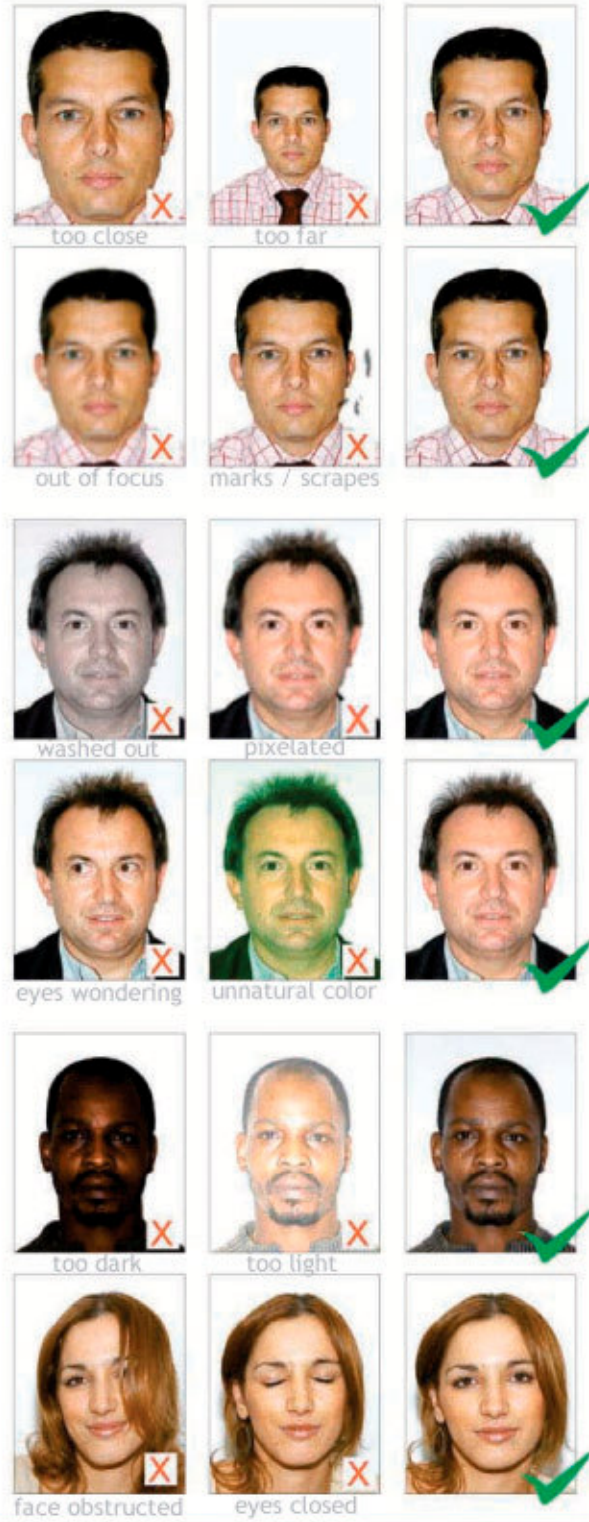 too close
too far
out of focus
marks / scrapes
washed out
pixelated
eyes wondering
unnatural color
too dark
too light
face obstructed
eyes closed